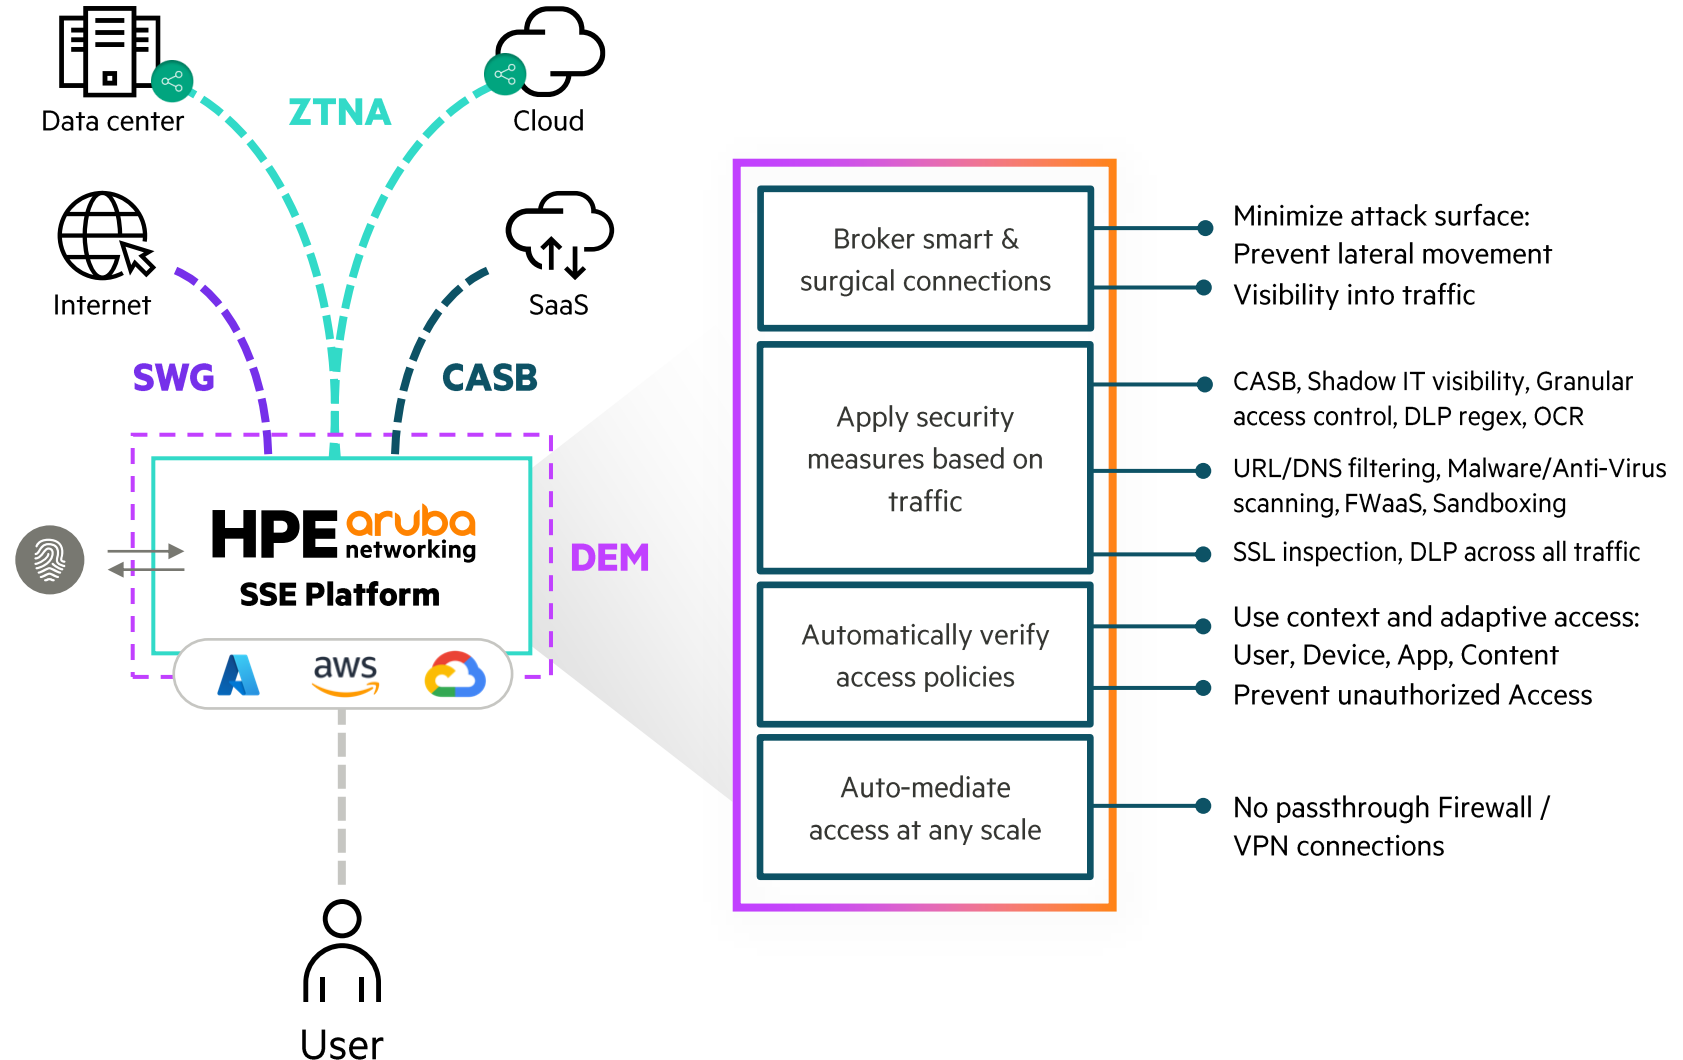 Data center
ZTNA
Cloud
Internet
SaaS
SWG
CASB
HPE aruba
networking
SSE Platform
DEM
aws
User
Broker smart &
surgical connections
Minimize attack surface:
Prevent lateral movement
Visibility into traffic
Apply security
measures based on
traffic
CASB, Shadow IT visibility, Granular
access control, DLP regex, OCR
URL/DNS filtering, Malware/Anti-Virus
scanning, FWaaS, Sandboxing
SSL inspection, DLP across all traffic
Automatically verify
access policies
Use context and adaptive access:
User, Device, App, Content
Prevent unauthorized Access
Auto-mediate
access at any scale
No passthrough Firewall /
VPN connections